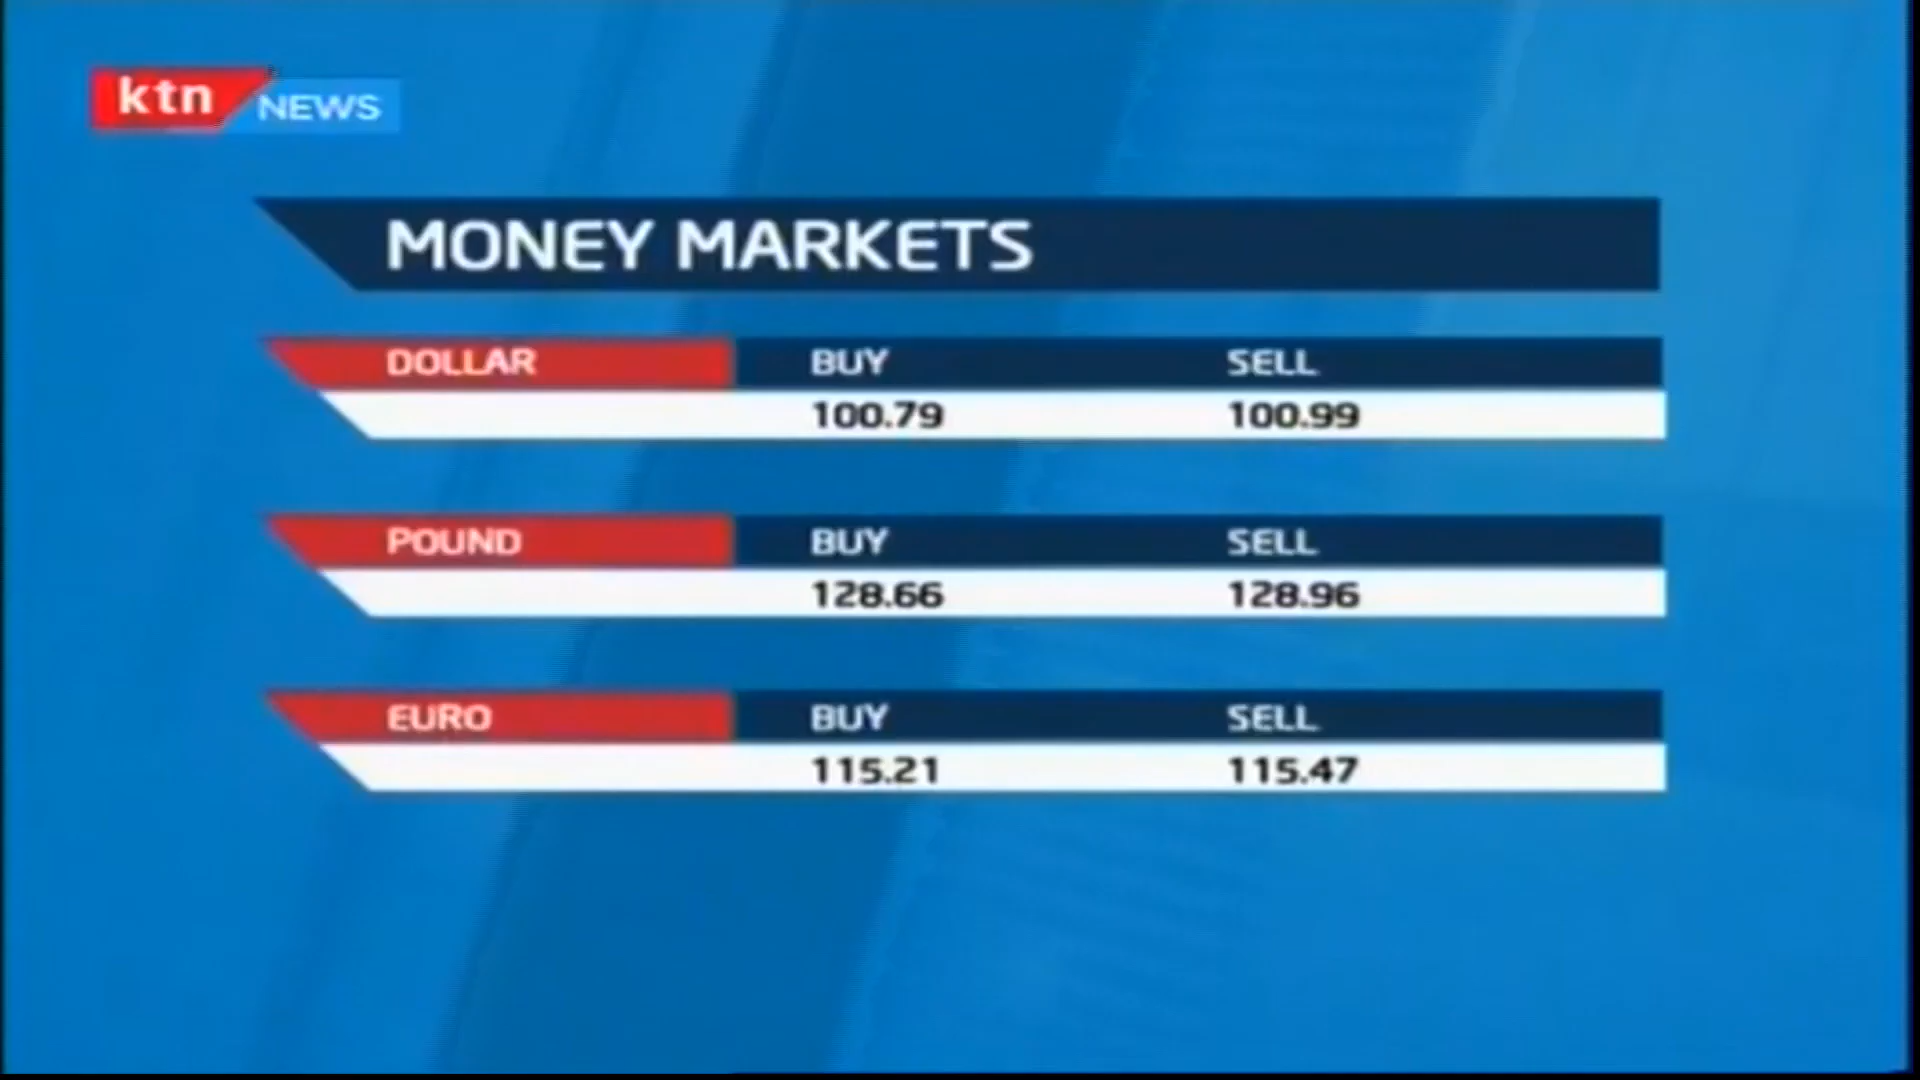 ktn NEWS
MONEY MARKETS
DOLLAR BUY SELL
100.79 100.99
POUND BUY SELL
128.66 128.96
EURO BUY SELL
115.21 115.47